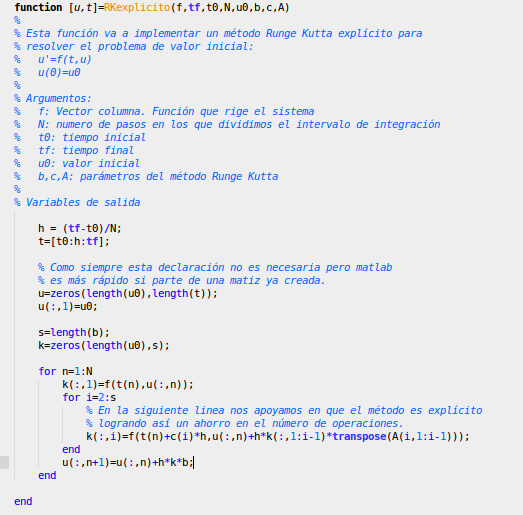 function [u,t]=RKexplicito(f,tf,t0,N,u0,b,c,A)
%
% Esta función va a implementar un método Runge Kutta explícito para
% resolver el problema de valor inicial:
%   u'=f(t,u)
%   u(0)=u0
%
% Argumentos:
%   f: Vector columna. Función que rige el sistema
%   N: numero de pasos en los que dividimos el intervalo de integración
%   t0: tiempo inicial
%   tf: tiempo final
%   u0: valor inicial
%   b,c,A: parámetros del método Runge Kutta
%
% Variables de salida
h = (tf-t0)/N;
t=[t0:h:tf];
% Como siempre esta declaración no es necesaria pero matlab
% es más rápido si parte de una matiz ya creada.
u=zeros(length(u0),length(t));
u(:,1)=u0;
s=length(b);
k=zeros(length(u0),s);
for n=1:N
k(:,1)=f(t(n),u(:,n));
for i=2:s
% En la siguiente linea nos apoyamos en que el método es explícito
% logrando así un ahorro en el número de operaciones.
k(:,i)=f(t(n)+c(i)*h,u(:,n)+h*k(:,1:i-1)*transpose(A(i,1:i-1)));
end
u(:,n+1)=u(:,n)+h*k*b;
end
end